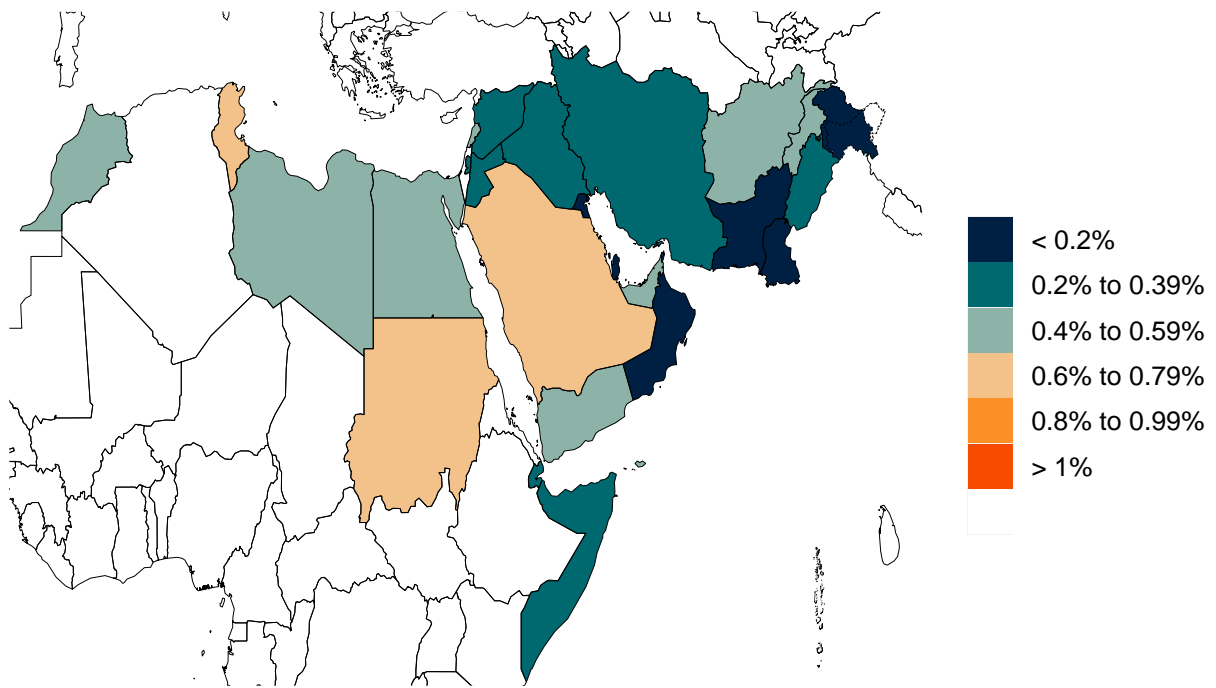 < 0.2%
0.2% to 0.39%
0.4% to 0.59%
0.6% to 0.79%
0.8% to 0.99%
> 1%